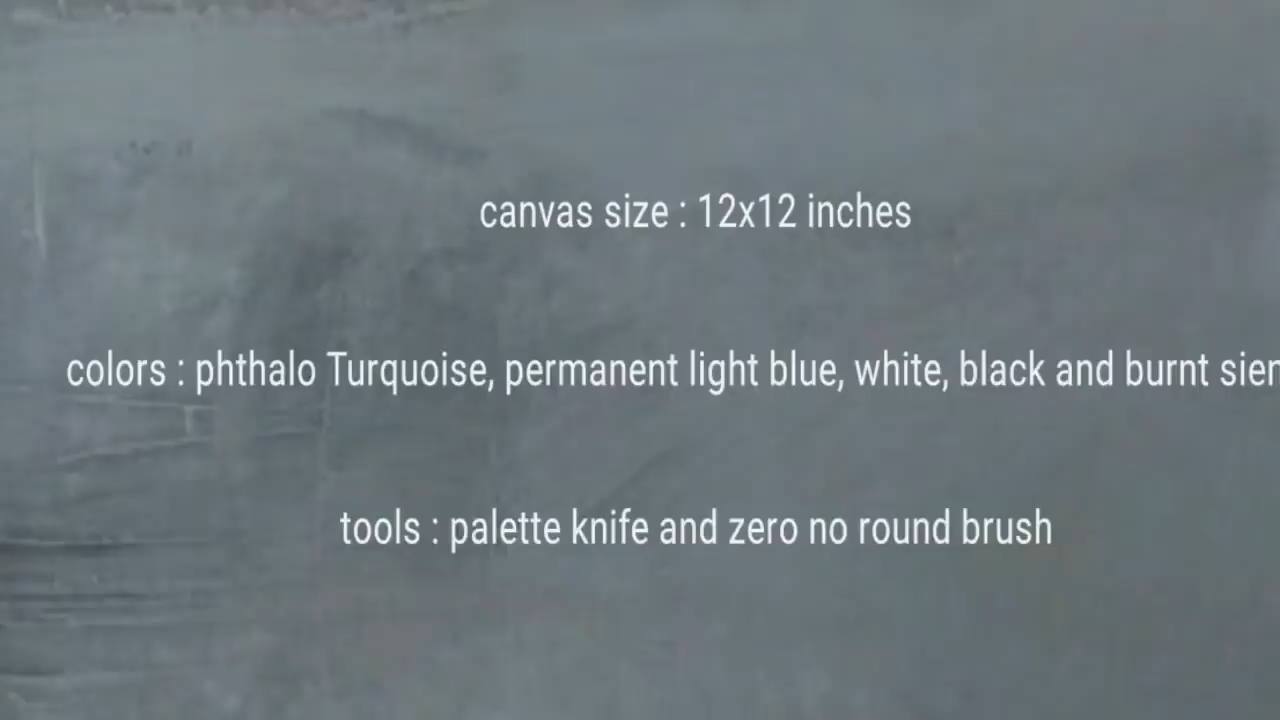 canvas size : 12x12 inches
colors : phthalo Turquoise, permanent light blue, white, black and burnt
tools : palette knife and zero no round brush